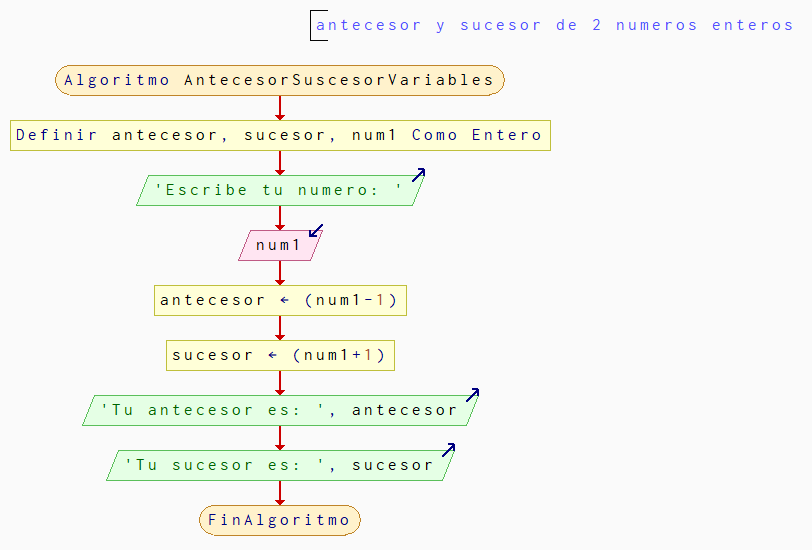 antecesor y sucesor de 2 numeros enteros
Algoritmo AntecesorSuscesorVariables
Definir antecesor, sucesor, num1 Como Entero
'Escribe tu numero: '
num1
antecesor ← (num1-1)
sucesor ← (num1+1)
'Tu antecesor es: ', antecesor
'Tu sucesor es: ', sucesor
FinAlgoritmo